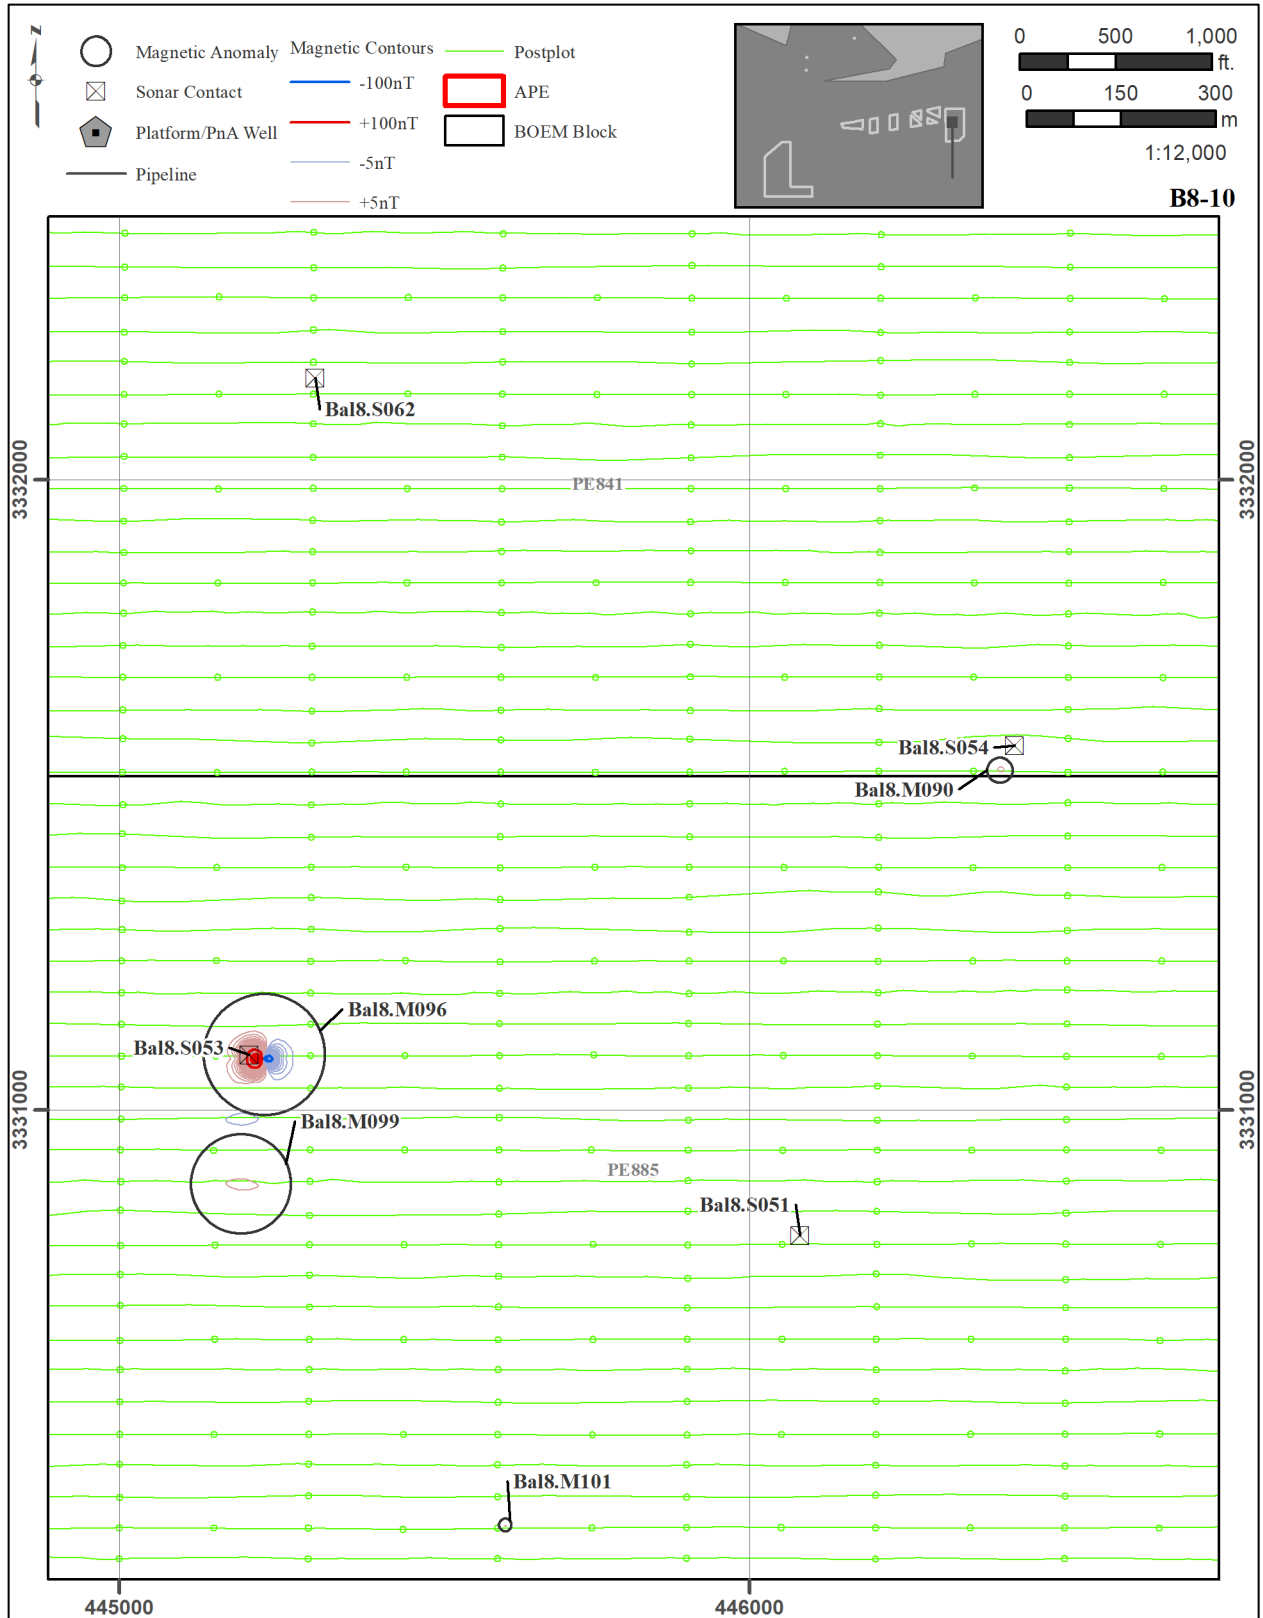 Z
Magnetic Anomaly
Sonar Contact
Platform/PnA Well
Pipeline
Magnetic Contours
-100nT
+100nT
-5nT
+5nT
Postplot
APE
BOEM Block
0 500 1,000
ft.
0 150 300
m
1:12,000
B8-10
Bal8.S062
3332000
3332000
PE841
Bal8.S054
Bal8.M090
Bal8.M096
Bal8.S053
3331000
3331000
Bal8.M099
PE885
Bal8.S051
Bal8.M101
445000
446000